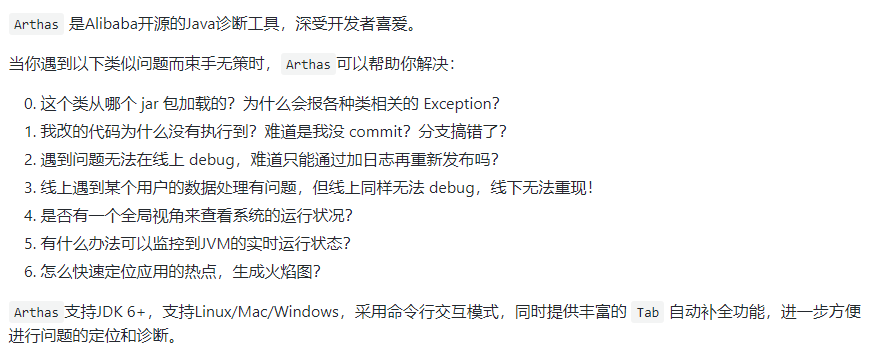 Arthas 是Alibaba开源的Java诊断工具，深受开发者喜爱。
当你遇到以下类似问题而束手无策时，Arthas可以帮助你解决：
0. 这个类从哪个 jar 包加载的？为什么会报各种类相关的 Exception？
1. 我改的代码为什么没有执行到？难道是我没 commit？分支搞错了？
2. 遇到问题无法在线上 debug，难道只能通过加日志再重新发布吗？
3. 线上遇到某个用户的数据处理有问题，但线上同样无法 debug，线下无法重现！
4. 是否有一个全局视角来查看系统的运行状况？
5. 有什么办法可以监控到JVM的实时运行状态？
6. 怎么快速定位应用的热点，生成火焰图？
Arthas支持JDK 6+，支持Linux/Mac/Windows，采用命令行交互模式，同时提供丰富的 Tab 自动补全功能，进一步方便
进行问题的定位和诊断。